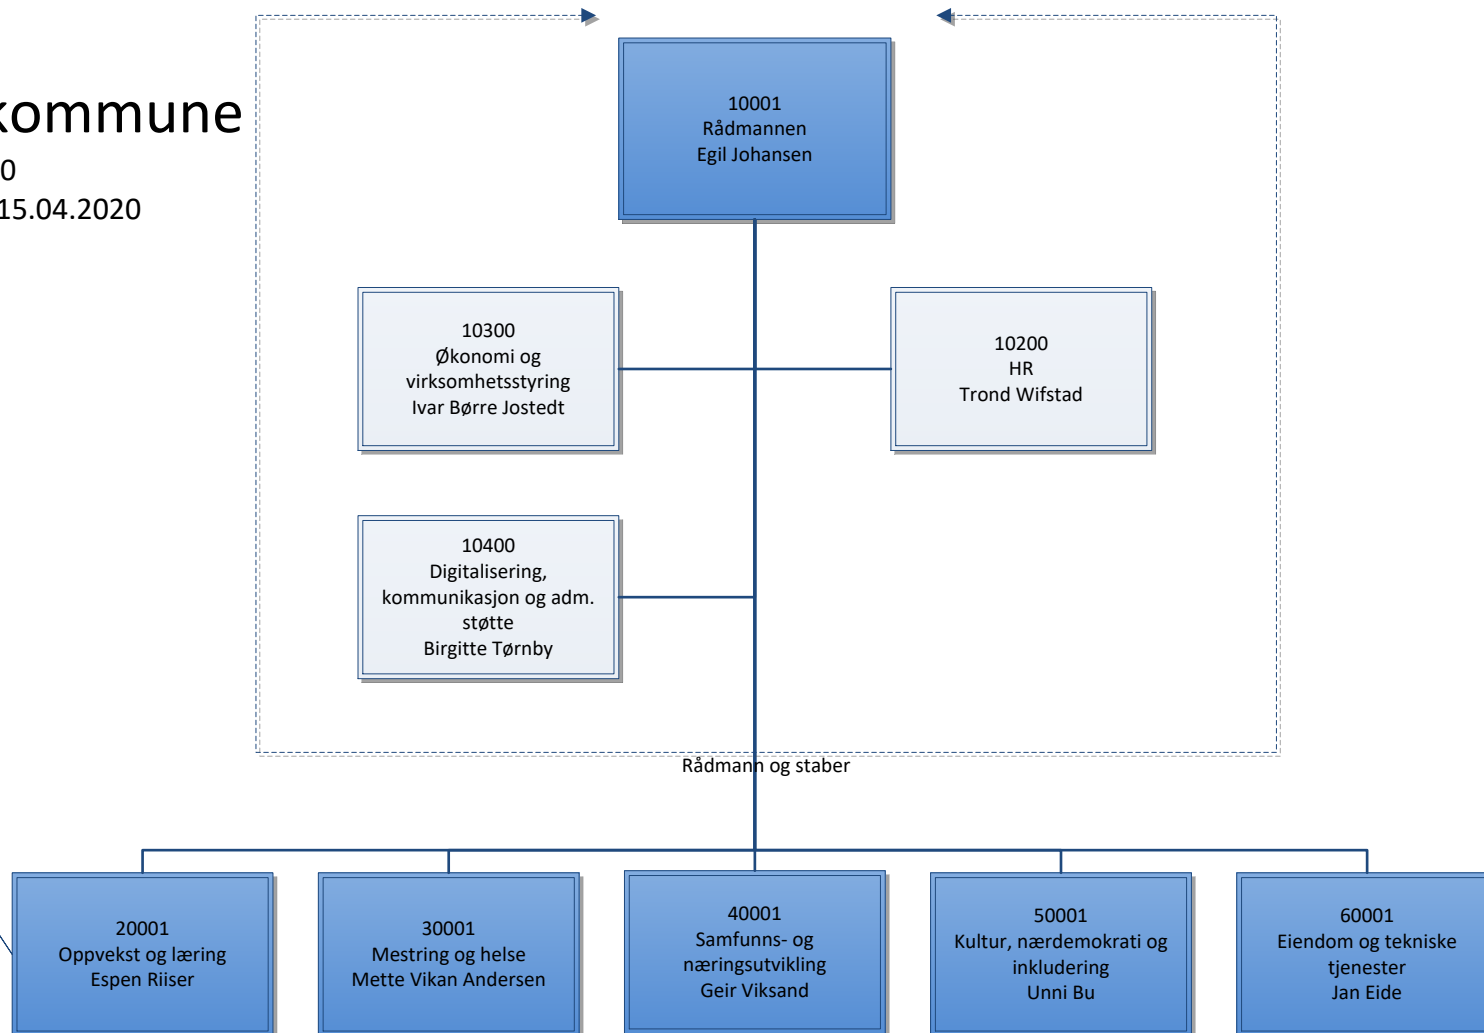 kommune
0
15.04.2020
10001
Rådmannen
Egil Johansen
10300
Økonomi og
virksomhetsstyring
Ivar Børre Jostedt
10200
HR
Trond Wifstad
10400
Digitalisering,
kommunikasjon og adm.
støtte
Birgitte Tørnby
Rådmann og staber
20001
Oppvekst og læring
Espen Riiser
30001
Mestring og helse
Mette Vikan Andersen
40001
Samfunns- og
næringsutvikling
Geir Viksand
50001
Kultur, nærdemokrati og
inkludering
Unni Bu
60001
Eiendom og tekniske
tjenester
Jan Eide